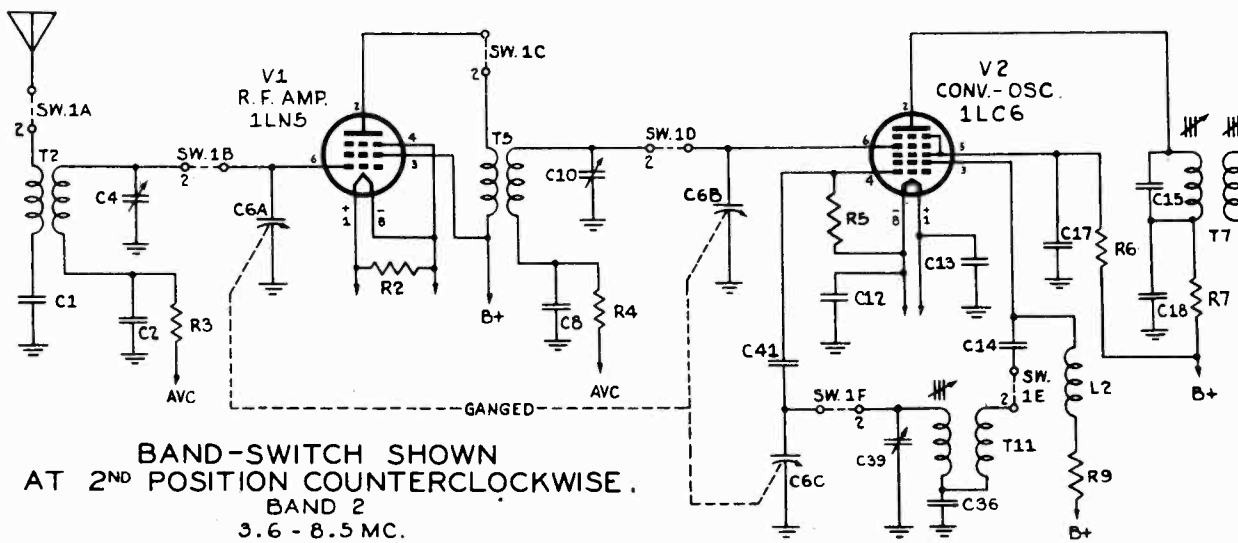 SW.1A
2
T2
C1
C4
C2
R3
AVC
SW.1B
2
C6A
V1
R.F. AMP.
1LN5
2
6
4
3
+
1
-
8
R2
SW.1C
2
T5
B+
C10
C8
R4
AVC
SW.1D
2
C6B
V2
CONV.-OSC.
1LC6
2
6
4
5
3
-
8
+
1
R5
C12
C13
C17
R6
C15
T7
C18
R7
B+
C41
C14
SW.
1E
2
L2
R9
B+
SW.1F
2
C39
T11
C36
C6C
GANGED
BAND-SWITCH SHOWN
AT 2ND POSITION COUNTERCLOCKWISE.
BAND 2
3.6 - 8.5 MC.